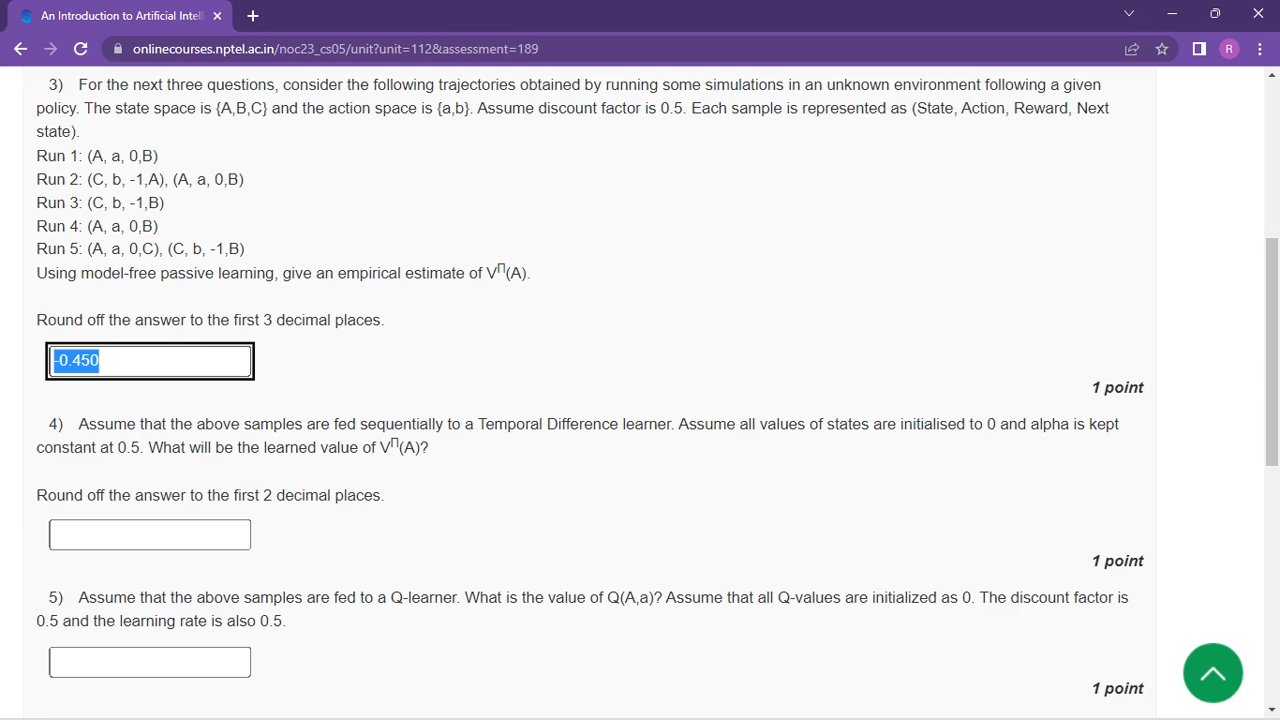 An Introduction to Artificial Intell
onlinecourses.nptel.ac.in/noc23_cs05/unit?unit=112&assessment=189
R
3) For the next three questions, consider the following trajectories obtained by running some simulations in an unknown environment following a given
policy. The state space is {A,B,C} and the action space is {a,b}. Assume discount factor is 0.5. Each sample is represented as (State, Action, Reward, Next
state).
Run 1: (A, a, 0,B)
Run 2: (C, b, -1,A), (A, a, 0,B)
Run 3: (C, b, -1,B)
Run 4: (A, a, 0,B)
Run 5: (A, a, 0,C), (C, b, -1,B)
Using model-free passive learning, give an empirical estimate of V^Π(A).
Round off the answer to the first 3 decimal places.
-0.450
1 point
4) Assume that the above samples are fed sequentially to a Temporal Difference learner. Assume all values of states are initialised to 0 and alpha is kept
constant at 0.5. What will be the learned value of V^Π(A)?
Round off the answer to the first 2 decimal places.
1 point
5) Assume that the above samples are fed to a Q-learner. What is the value of Q(A,a)? Assume that all Q-values are initialized as 0. The discount factor is
0.5 and the learning rate is also 0.5.
1 point